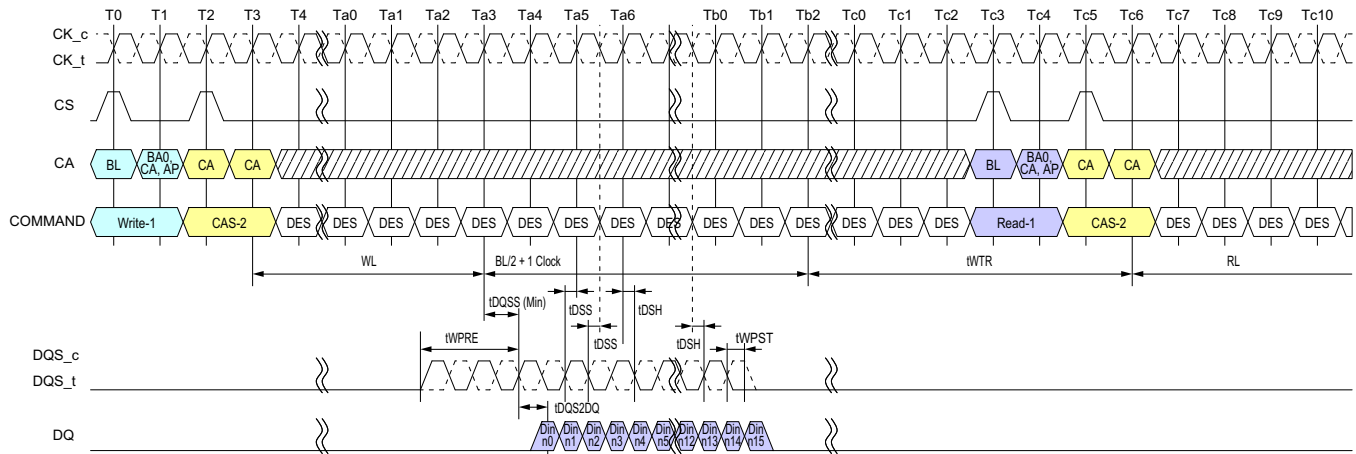 T0 T1 T2 T3 T4 Ta0 Ta1 Ta2 Ta3 Ta4 Ta5 Ta6 Tb0 Tb1 Tb2 Tc0 Tc1 Tc2 Tc3 Tc4 Tc5 Tc6 Tc7 Tc8 Tc9 Tc10
CK_c
CK_t
CS
CA BL BA0, CA, AP CA CA BL BA0, CA, AP CA CA
COMMAND Write-1 CAS-2 DES DES DES DES DES DES DES DES DES DES DES DES DES DES DES Read-1 CAS-2 DES DES DES DES
WL BL/2 + 1 Clock tWTR RL
tDQSS (Min) tDSS tDSH
tWPRE tDSS tDSH tWPST
DQS_c
DQS_t
tDQS2DQ
DQ Din n0 Din n1 Din n2 Din n3 Din n4 Din n5 Din n12 Din n13 Din n14 Din n15